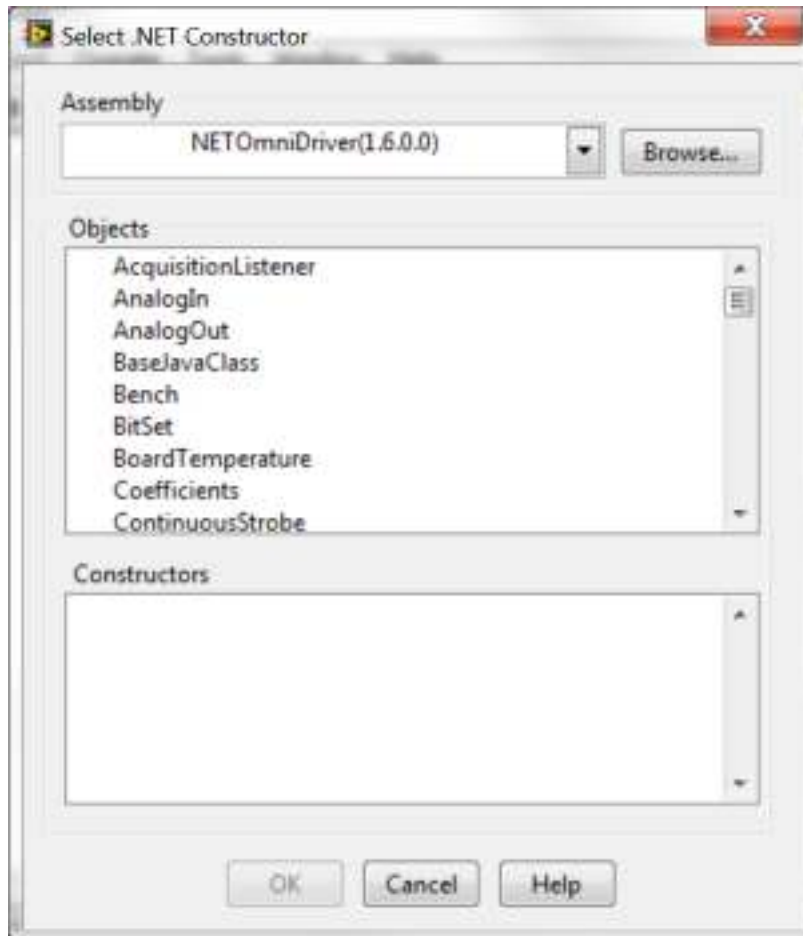 Select .NET Constructor
Assembly
NETOmniDriver(1.6.0.0)
Browse...
Objects
AcquisitionListener
AnalogIn
AnalogOut
BaseJavaClass
Bench
BitSet
BoardTemperature
Coefficients
ContinuousStrobe
Constructors
OK
Cancel
Help